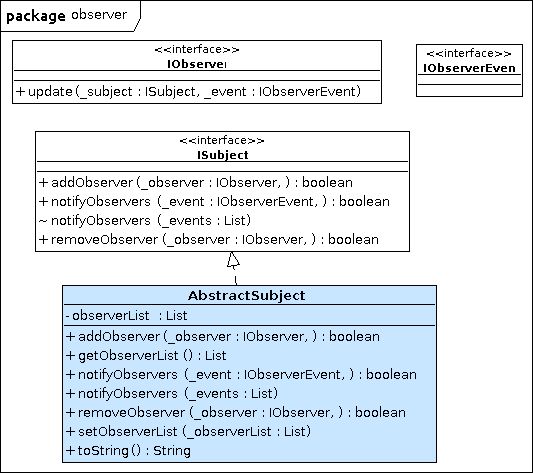 package observer
<<interface>>
IObserver
+ update(_subject : ISubject, _event : IObserverEvent)
<<interface>>
IObserverEven
<<interface>>
ISubject
+ addObserver (_observer : IObserver, ) : boolean
+ notifyObservers (_event : IObserverEvent, ) : boolean
~ notifyObservers (_events : List)
+ removeObserver (_observer : IObserver, ) : boolean
AbstractSubject
- observerList : List
+ addObserver (_observer : IObserver, ) : boolean
+ getObserverList () : List
+ notifyObservers (_event : IObserverEvent, ) : boolean
+ notifyObservers (_events : List)
+ removeObserver (_observer : IObserver, ) : boolean
+ setObserverList (_observerList : List)
+ toString() : String